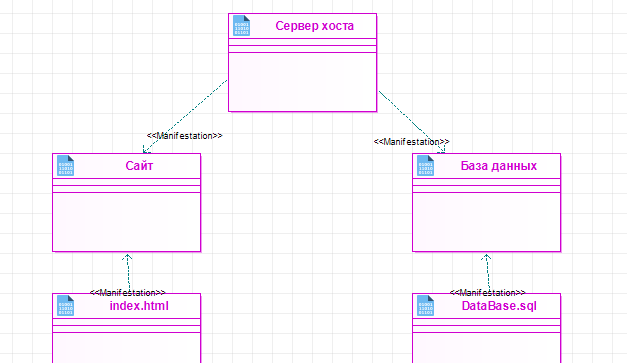 Сервер хоста
<<Manifestation>>
<<Manifestation>>
Сайт
База данных
<<Manifestation>>
<<Manifestation>>
index.html
DataBase.sql